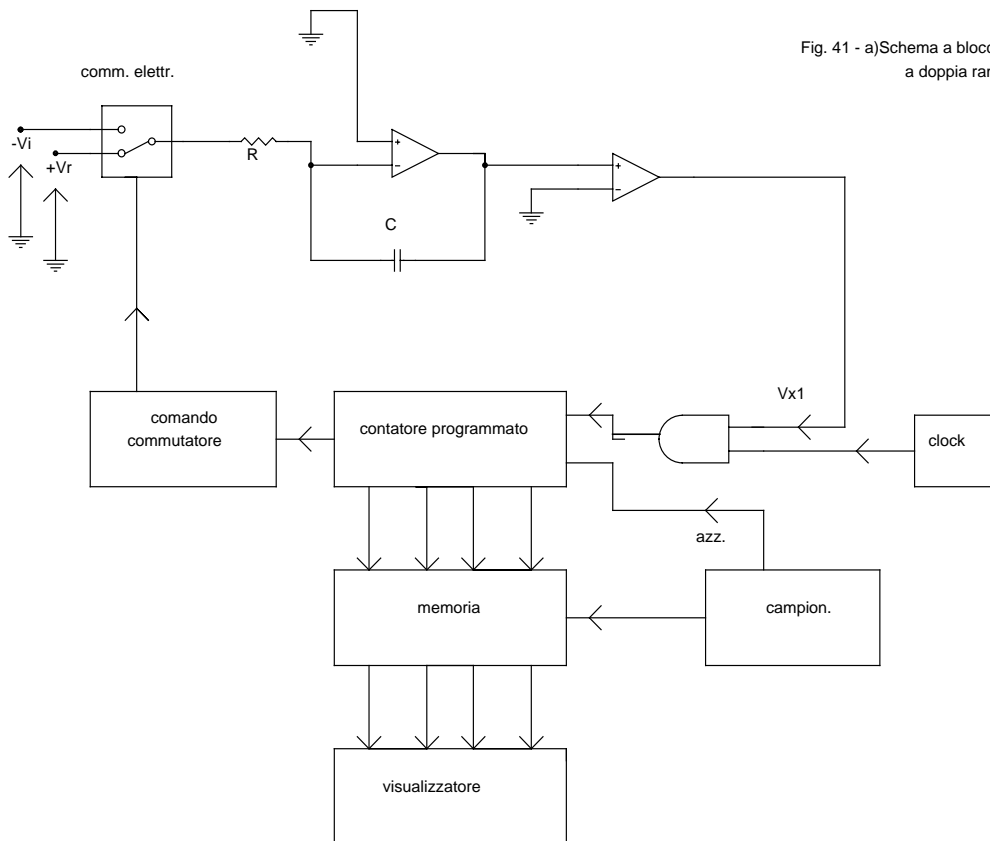 Fig. 41 - a)Schema a blocc
a doppia ran
comm. elettr.
-Vi
+Vr
R
+
-
C
+
-
Vx1
comando
commutatore
contatore programmato
clock
azz.
memoria
campion.
visualizzatore